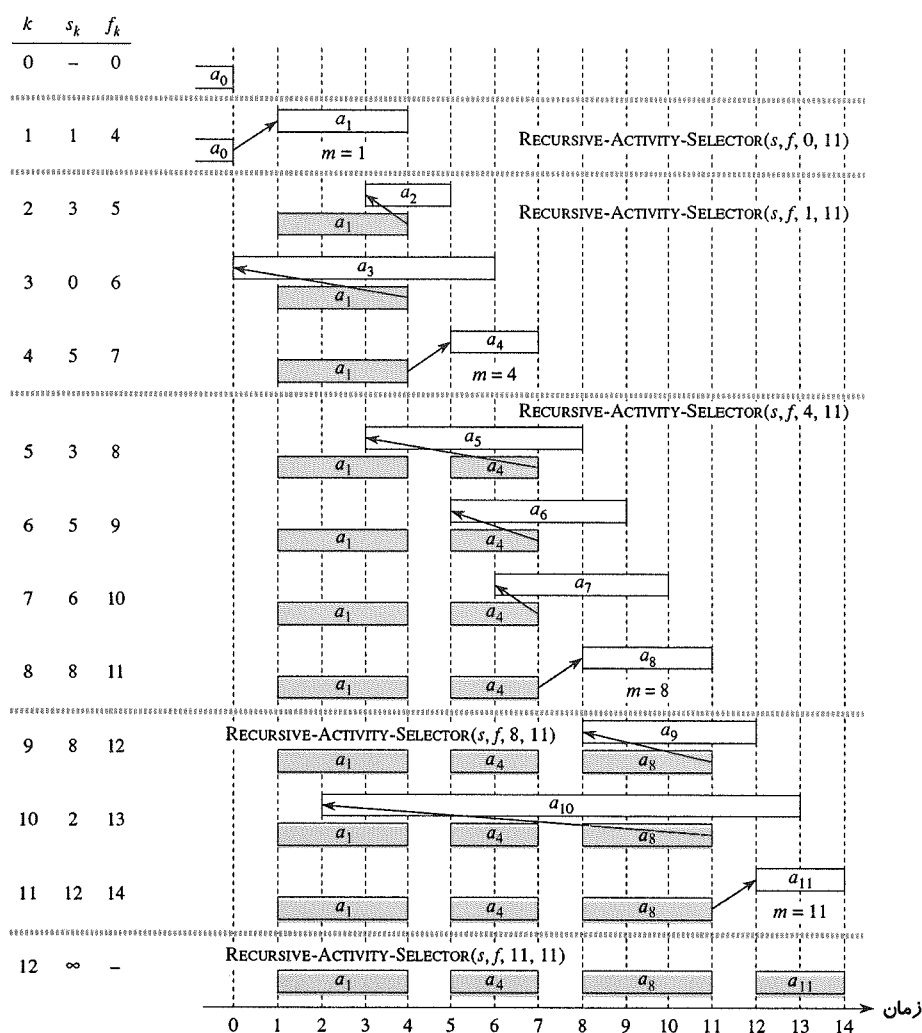 k s_k f_k
0 – 0
a_0
1 1 4
a_1
a_0
m = 1
RECURSIVE-ACTIVITY-SELECTOR(s, f, 0, 11)
2 3 5
a_2
a_1
RECURSIVE-ACTIVITY-SELECTOR(s, f, 1, 11)
3 0 6
a_3
a_1
4 5 7
a_4
a_1
m = 4
RECURSIVE-ACTIVITY-SELECTOR(s, f, 4, 11)
5 3 8
a_5
a_1 a_4
6 5 9
a_6
a_1 a_4
7 6 10
a_7
a_1 a_4
8 8 11
a_8
a_1 a_4
m = 8
RECURSIVE-ACTIVITY-SELECTOR(s, f, 8, 11)
9 8 12
a_9
a_1 a_4 a_8
10 2 13
a_10
a_1 a_4 a_8
11 12 14
a_11
a_1 a_4 a_8
m = 11
RECURSIVE-ACTIVITY-SELECTOR(s, f, 11, 11)
12 ∞ –
a_1 a_4 a_8 a_11
زمان
0 1 2 3 4 5 6 7 8 9 10 11 12 13 14